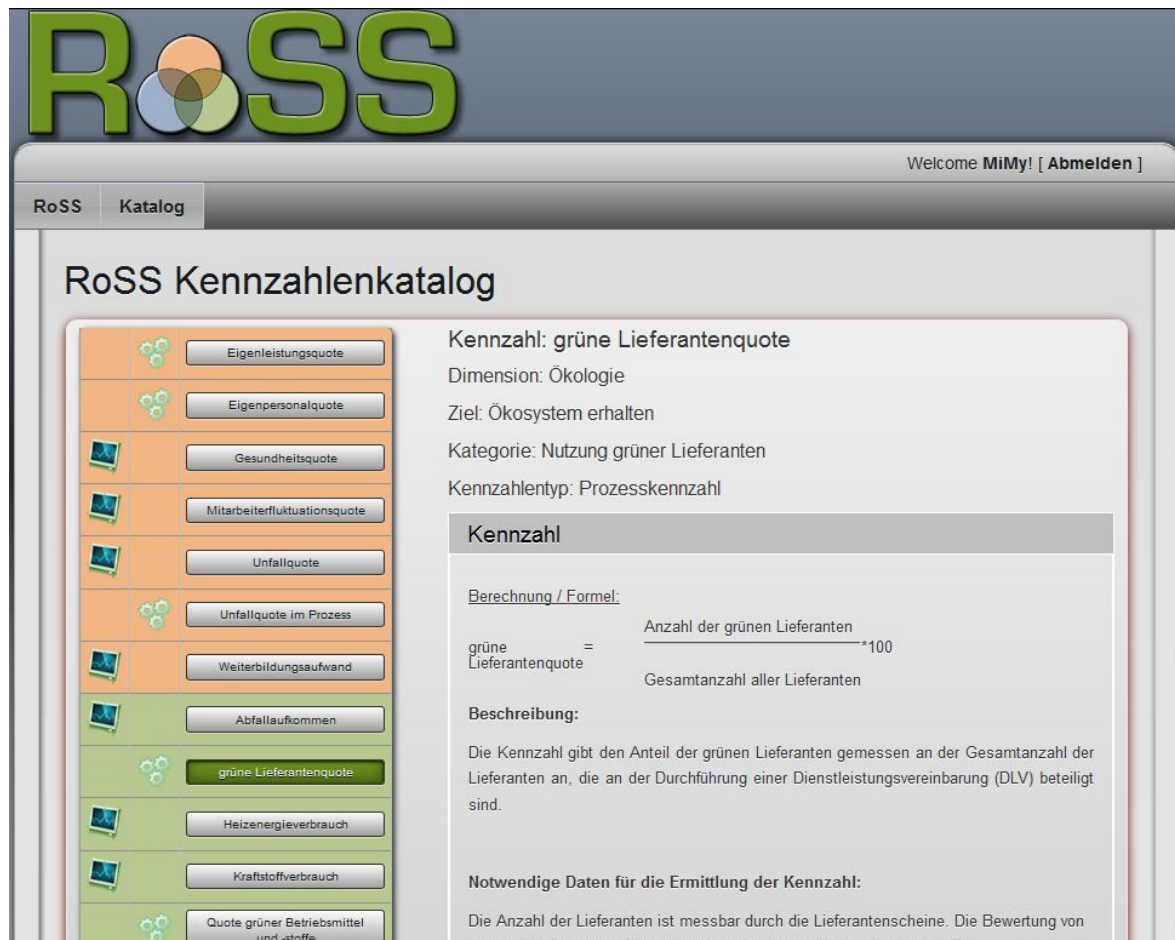 RoSS
Welcome MiMy! [ Abmelden ]
RoSS Katalog
RoSS Kennzahlenkatalog
Eigenleistungsquote
Eigenpersonalquote
Gesundheitsquote
Mitarbeiterfluktuationsquote
Unfallquote
Unfallquote im Prozess
Weiterbildungsaufwand
Abfallaufkommen
grüne Lieferantenquote
Heizenergieverbrauch
Kraftstoffverbrauch
Quote grüner Betriebsmittel
und -stoffe
Kennzahl: grüne Lieferantenquote
Dimension: Ökologie
Ziel: Ökosystem erhalten
Kategorie: Nutzung grüner Lieferanten
Kennzahlentyp: Prozesskennzahl
Kennzahl
Berechnung / Formel:
Anzahl der grünen Lieferanten
grüne = *100
Lieferantenquote
Gesamtanzahl aller Lieferanten
Beschreibung:
Die Kennzahl gibt den Anteil der grünen Lieferanten gemessen an der Gesamtanzahl der
Lieferanten an, die an der Durchführung einer Dienstleistungsvereinbarung (DLV) beteiligt
sind.
Notwendige Daten für die Ermittlung der Kennzahl:
Die Anzahl der Lieferanten ist messbar durch die Lieferantenscheine. Die Bewertung von